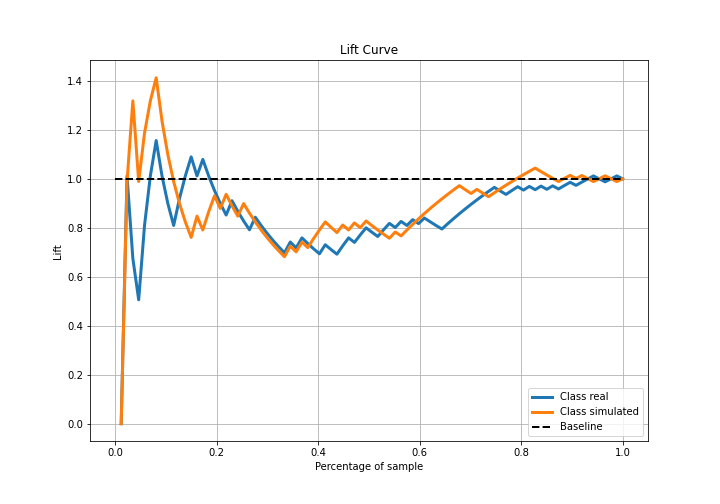 Lift Curve
Lift
1.4
1.2
1.0
0.8
0.6
0.4
0.2
0.0
0.0 0.2 0.4 0.6 0.8 1.0
Percentage of sample
Class real
Class simulated
Baseline